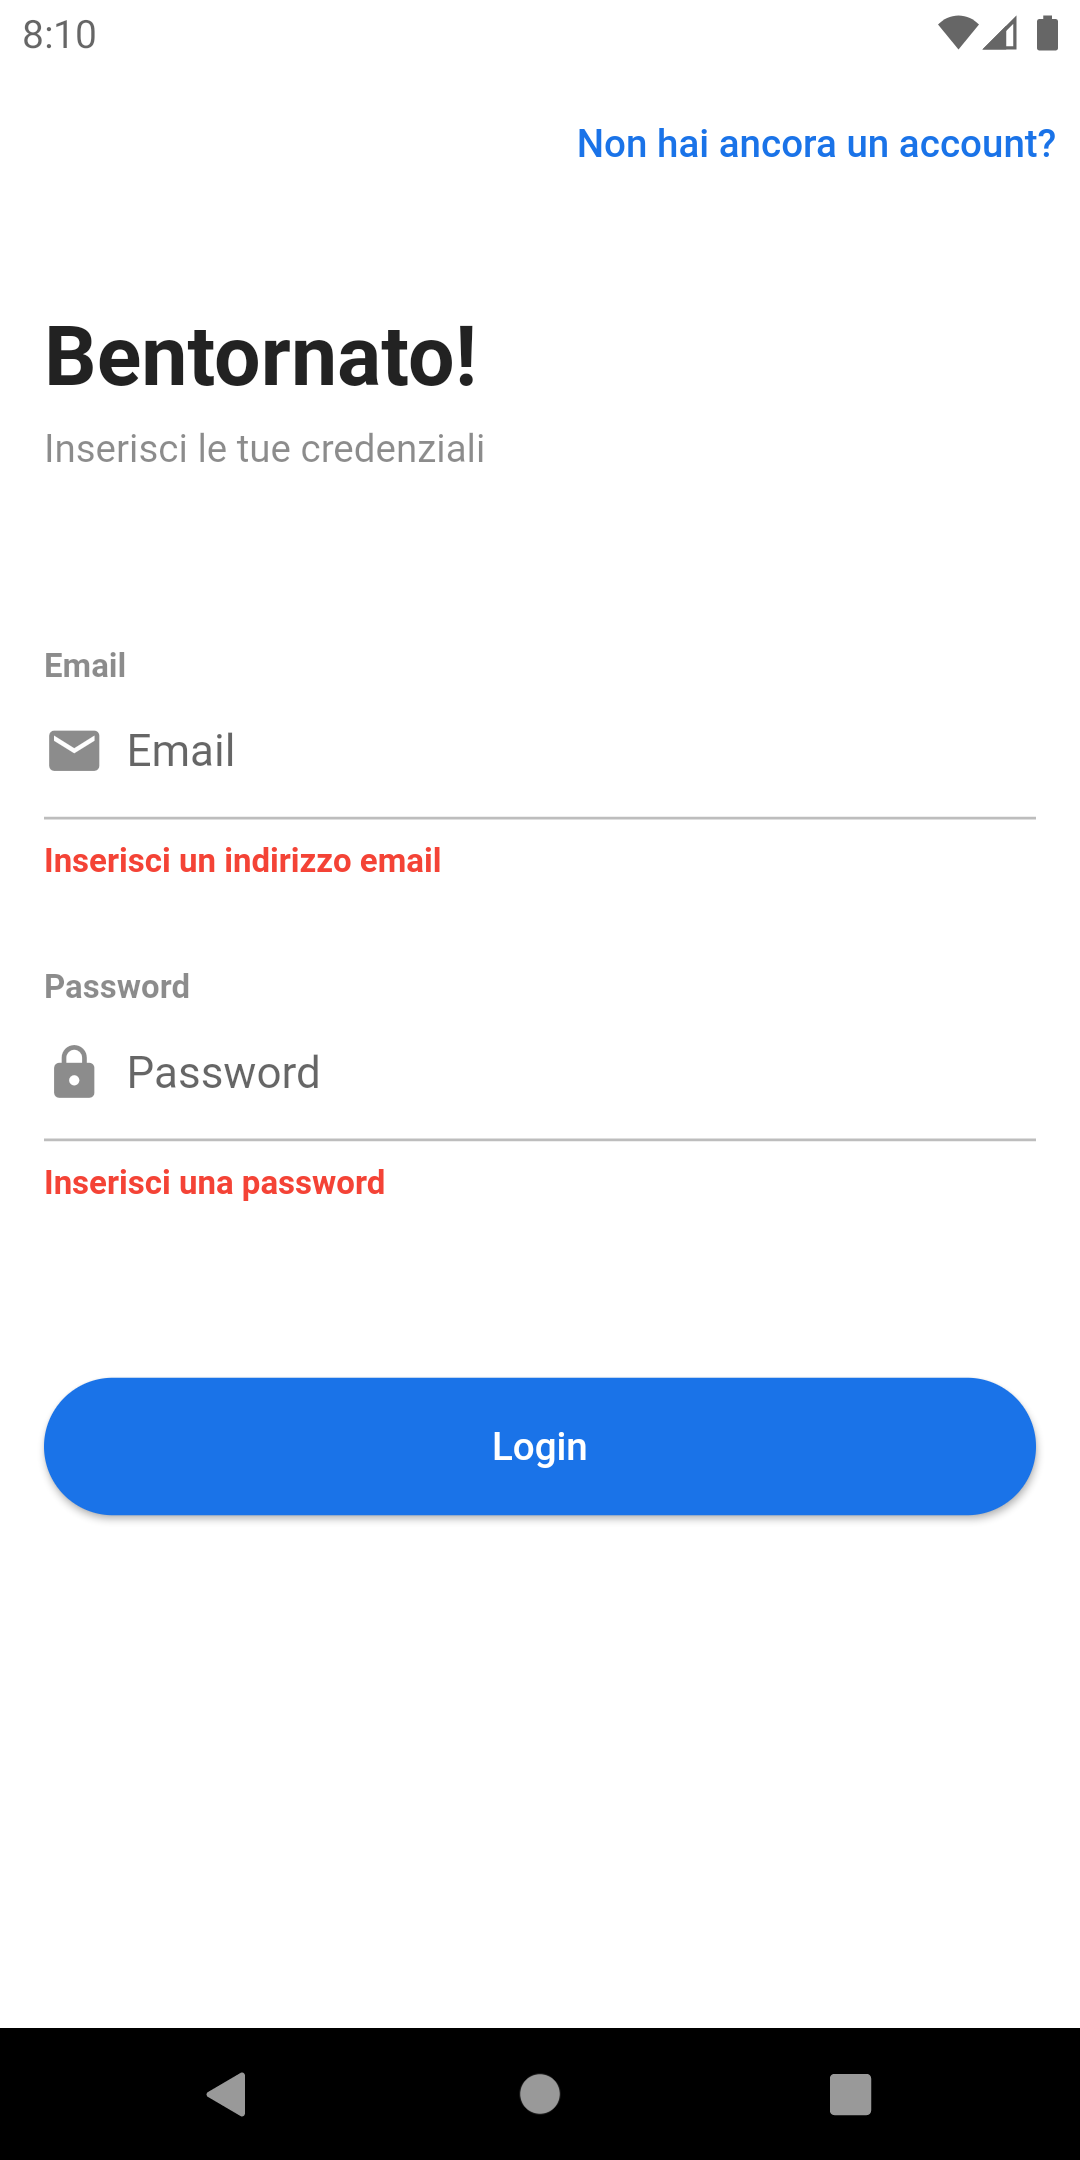 8:10
Non hai ancora un account?
Bentornato!
Inserisci le tue credenziali
Email
Email
Inserisci un indirizzo email
Password
Password
Inserisci una password
Login